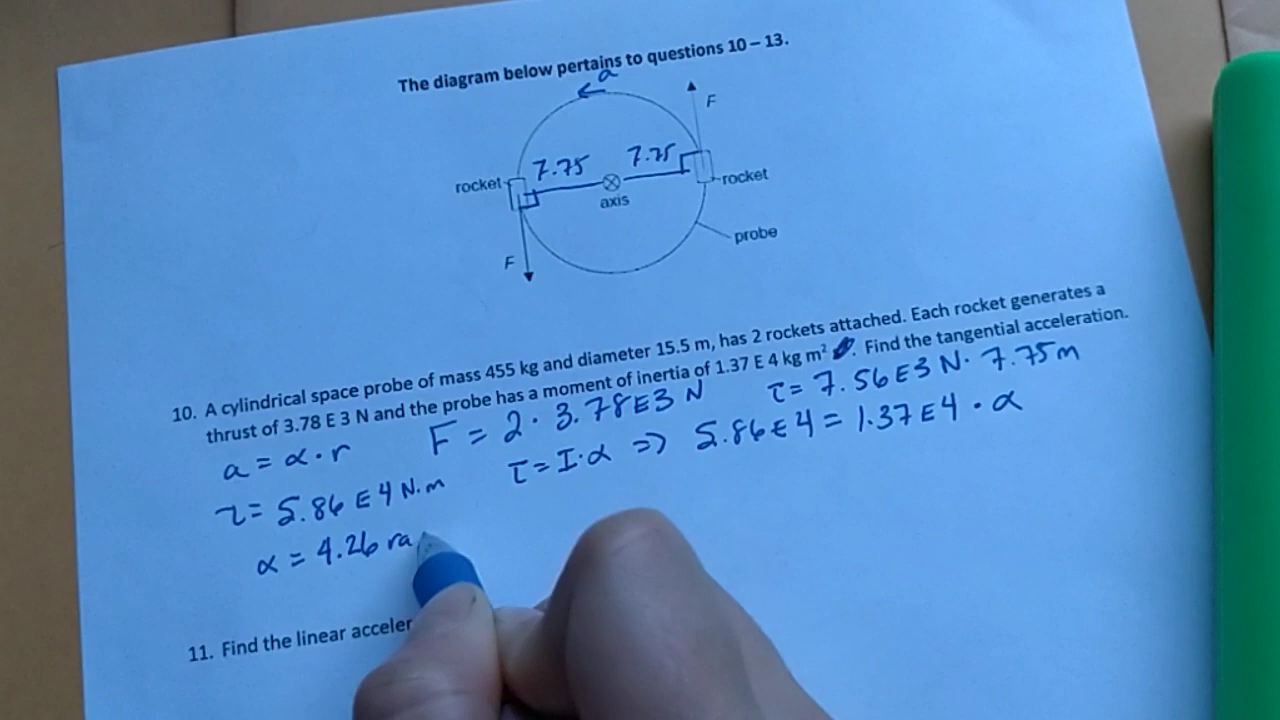 The diagram below pertains to questions 10 – 13.
a
F
7.75 7.75
rocket
rocket
axis
probe
F
10. A cylindrical space probe of mass 455 kg and diameter 15.5 m, has 2 rockets attached. Each rocket generates a
thrust of 3.78 E 3 N and the probe has a moment of inertia of 1.37 E 4 kg m² . Find the tangential acceleration.
a = α · r F = 2 · 3.78E3 N τ = 7.56E3 N · 7.75m
τ = 5.86 E4 N·m τ = I·α => 5.86E4 = 1.37E4 · α
α = 4.26 ra
11. Find the linear acceler